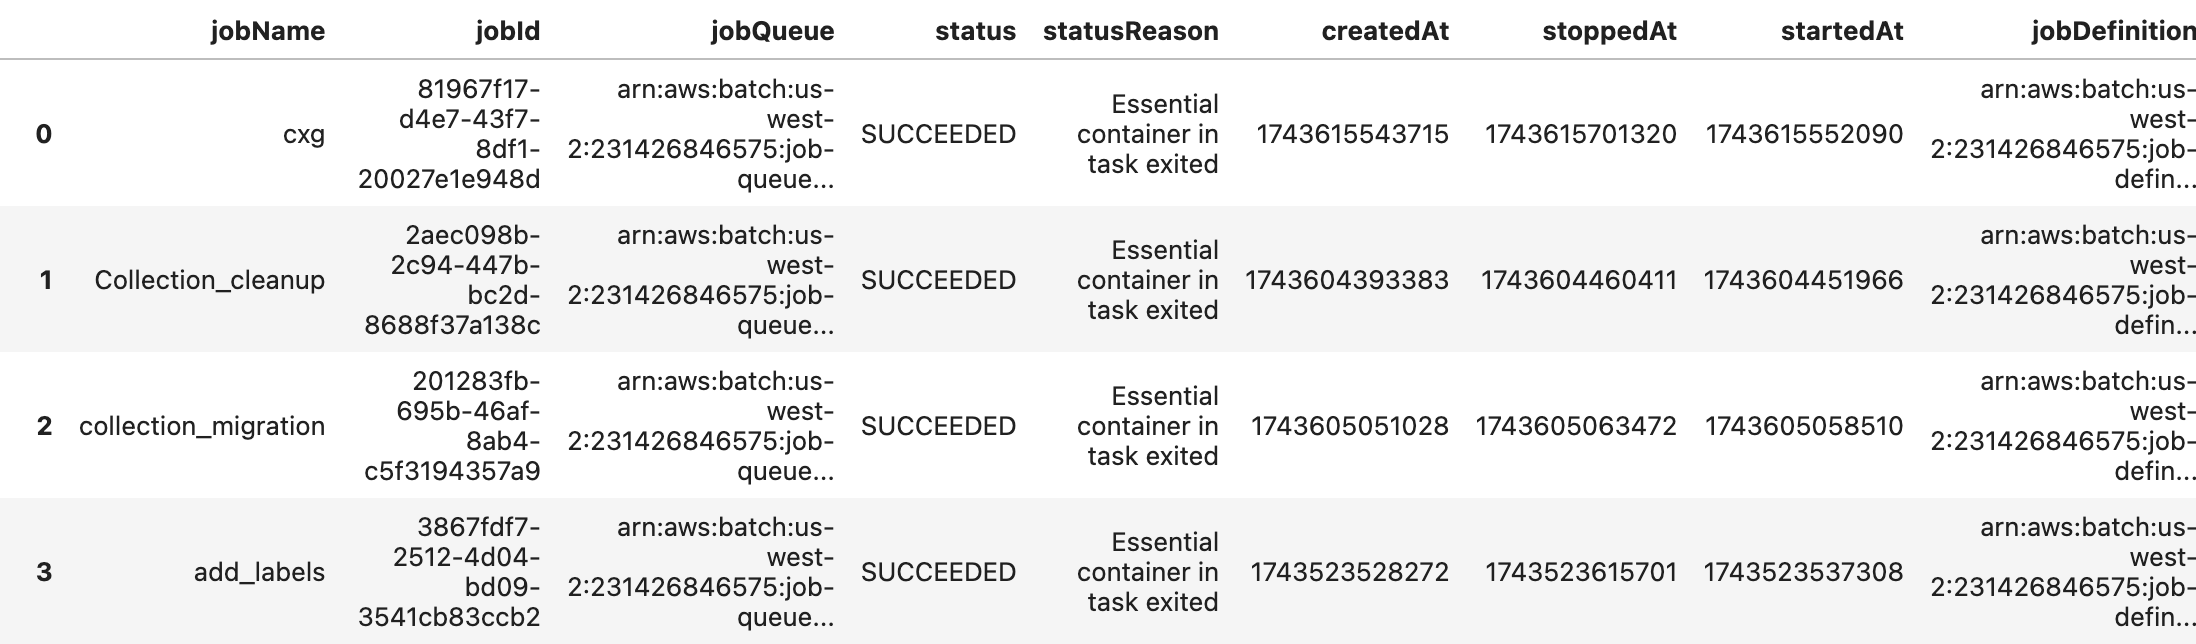 jobName jobId jobQueue status statusReason createdAt stoppedAt startedAt jobDefinition
0 cxg 81967f17-d4e7-43f7-8df1-20027e1e948d arn:aws:batch:us-west-2:231426846575:job-queue... SUCCEEDED Essential container in task exited 1743615543715 1743615701320 1743615552090 arn:aws:batch:us-west-2:231426846575:job-defin...
1 Collection_cleanup 2aec098b-2c94-447b-bc2d-8688f37a138c arn:aws:batch:us-west-2:231426846575:job-queue... SUCCEEDED Essential container in task exited 1743604393383 1743604460411 1743604451966 arn:aws:batch:us-west-2:231426846575:job-defin...
2 collection_migration 201283fb-695b-46af-8ab4-c5f3194357a9 arn:aws:batch:us-west-2:231426846575:job-queue... SUCCEEDED Essential container in task exited 1743605051028 1743605063472 1743605058510 arn:aws:batch:us-west-2:231426846575:job-defin...
3 add_labels 3867fdf7-2512-4d04-bd09-3541cb83ccb2 arn:aws:batch:us-west-2:231426846575:job-queue... SUCCEEDED Essential container in task exited 1743523528272 1743523615701 1743523537308 arn:aws:batch:us-west-2:231426846575:job-defin...